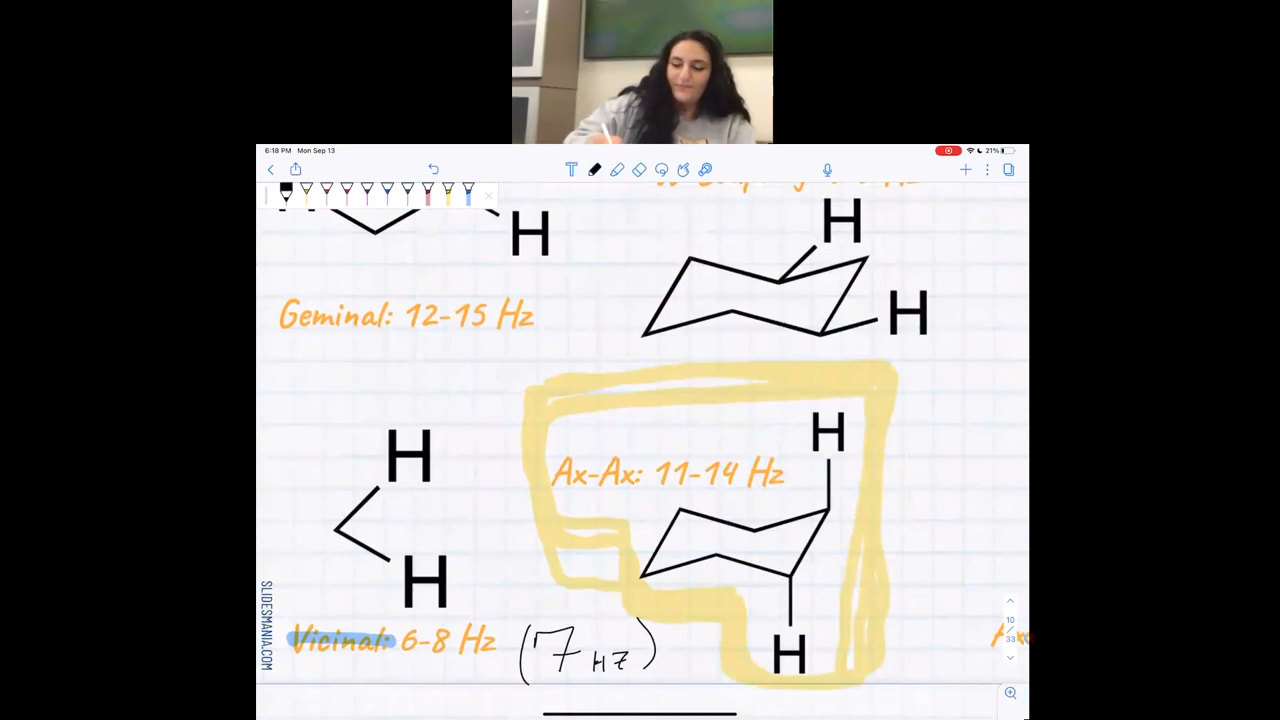 6:18 PM Mon Sep 13
21%
T
H
H
Geminal: 12-15 Hz
H
H
H
Ax-Ax: 11-14 Hz
H
H
Vicinal: 6-8 Hz
(7 Hz)
H
SLIDESMANIA.COM
10
/
33